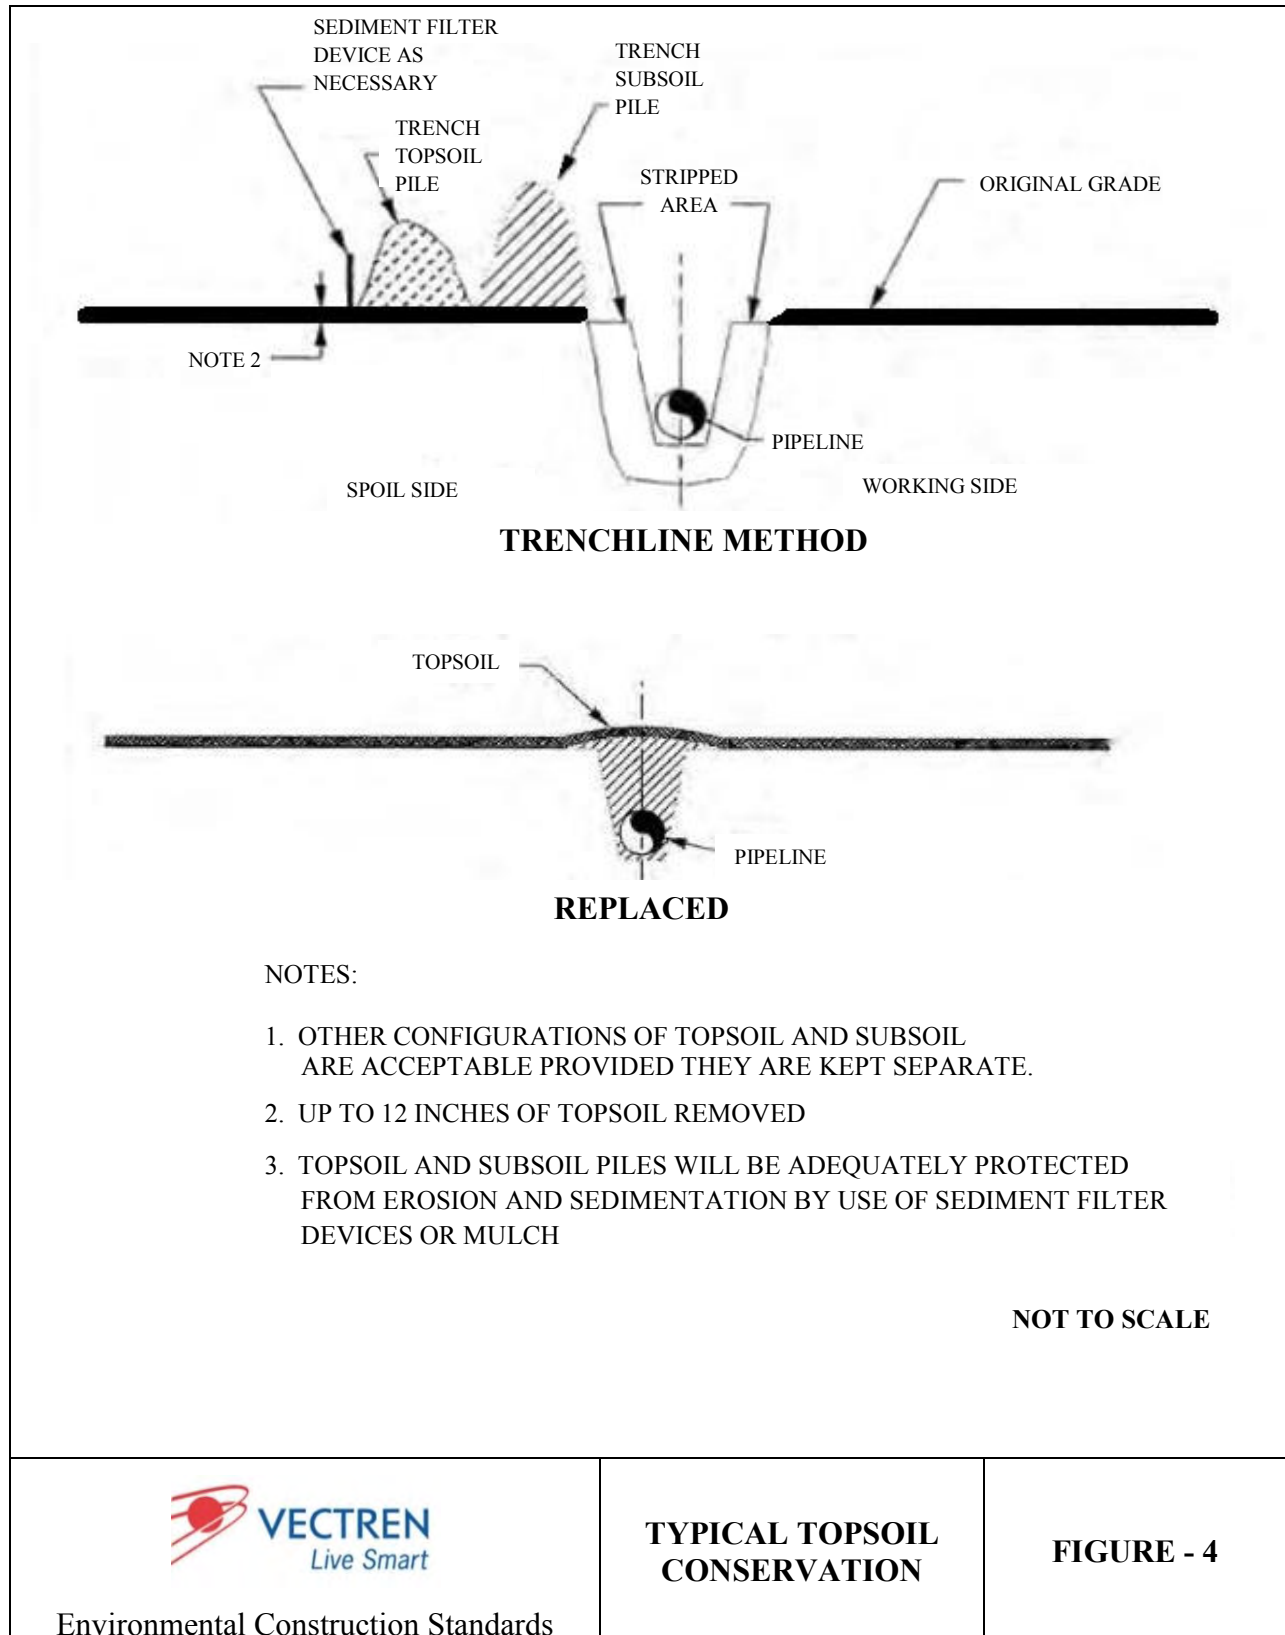 SEDIMENT FILTER
DEVICE AS
NECESSARY
TRENCH
SUBSOIL
PILE
TRENCH
TOPSOIL
PILE
STRIPPED
AREA
ORIGINAL GRADE
NOTE 2
PIPELINE
SPOIL SIDE
WORKING SIDE
TRENCHLINE METHOD
TOPSOIL
PIPELINE
REPLACED
NOTES:
1. OTHER CONFIGURATIONS OF TOPSOIL AND SUBSOIL
ARE ACCEPTABLE PROVIDED THEY ARE KEPT SEPARATE.
2. UP TO 12 INCHES OF TOPSOIL REMOVED
3. TOPSOIL AND SUBSOIL PILES WILL BE ADEQUATELY PROTECTED
FROM EROSION AND SEDIMENTATION BY USE OF SEDIMENT FILTER
DEVICES OR MULCH
NOT TO SCALE
VECTREN
Live Smart
Environmental Construction Standards
TYPICAL TOPSOIL
CONSERVATION
FIGURE - 4